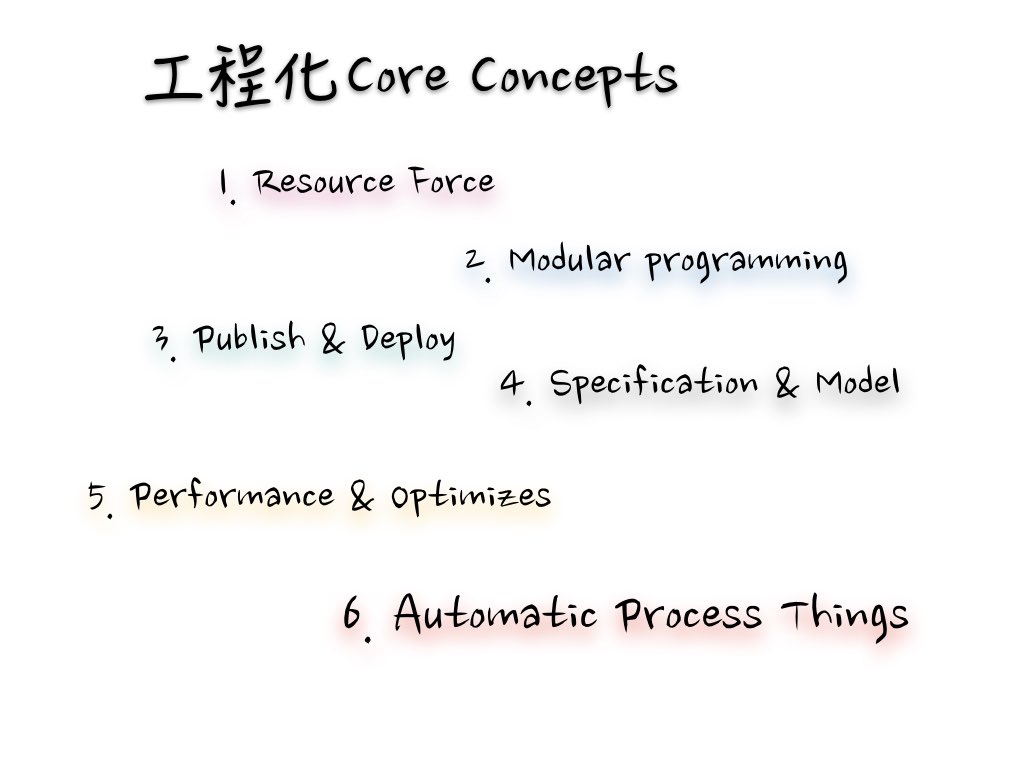 工程化Core Concepts
1. Resource Force
2. Modular programming
3. Publish & Deploy
4. Specification & Model
5. Performance & Optimizes
6. Automatic Process Things